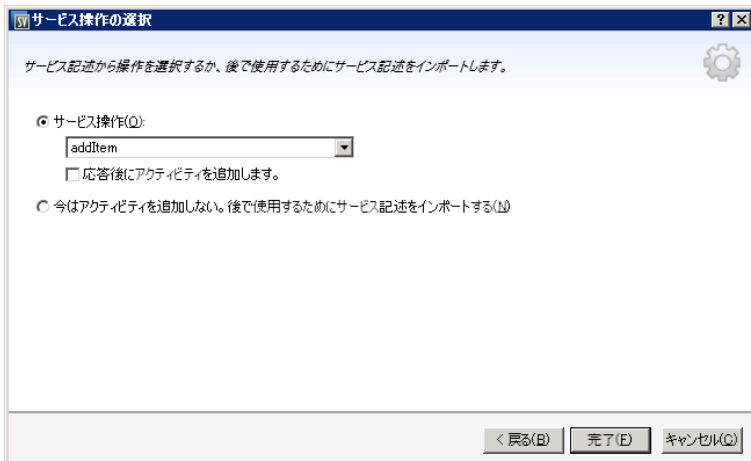 SV サービス操作の選択
サービス記述から操作を選択するか、後で使用するためにサービス記述をインポートします。
サービス操作(O):
addItem
応答後にアクティビティを追加します。
今はアクティビティを追加しない。後で使用するためにサービス記述をインポートする(N)
< 戻る(B) 完了(F) キャンセル(C)